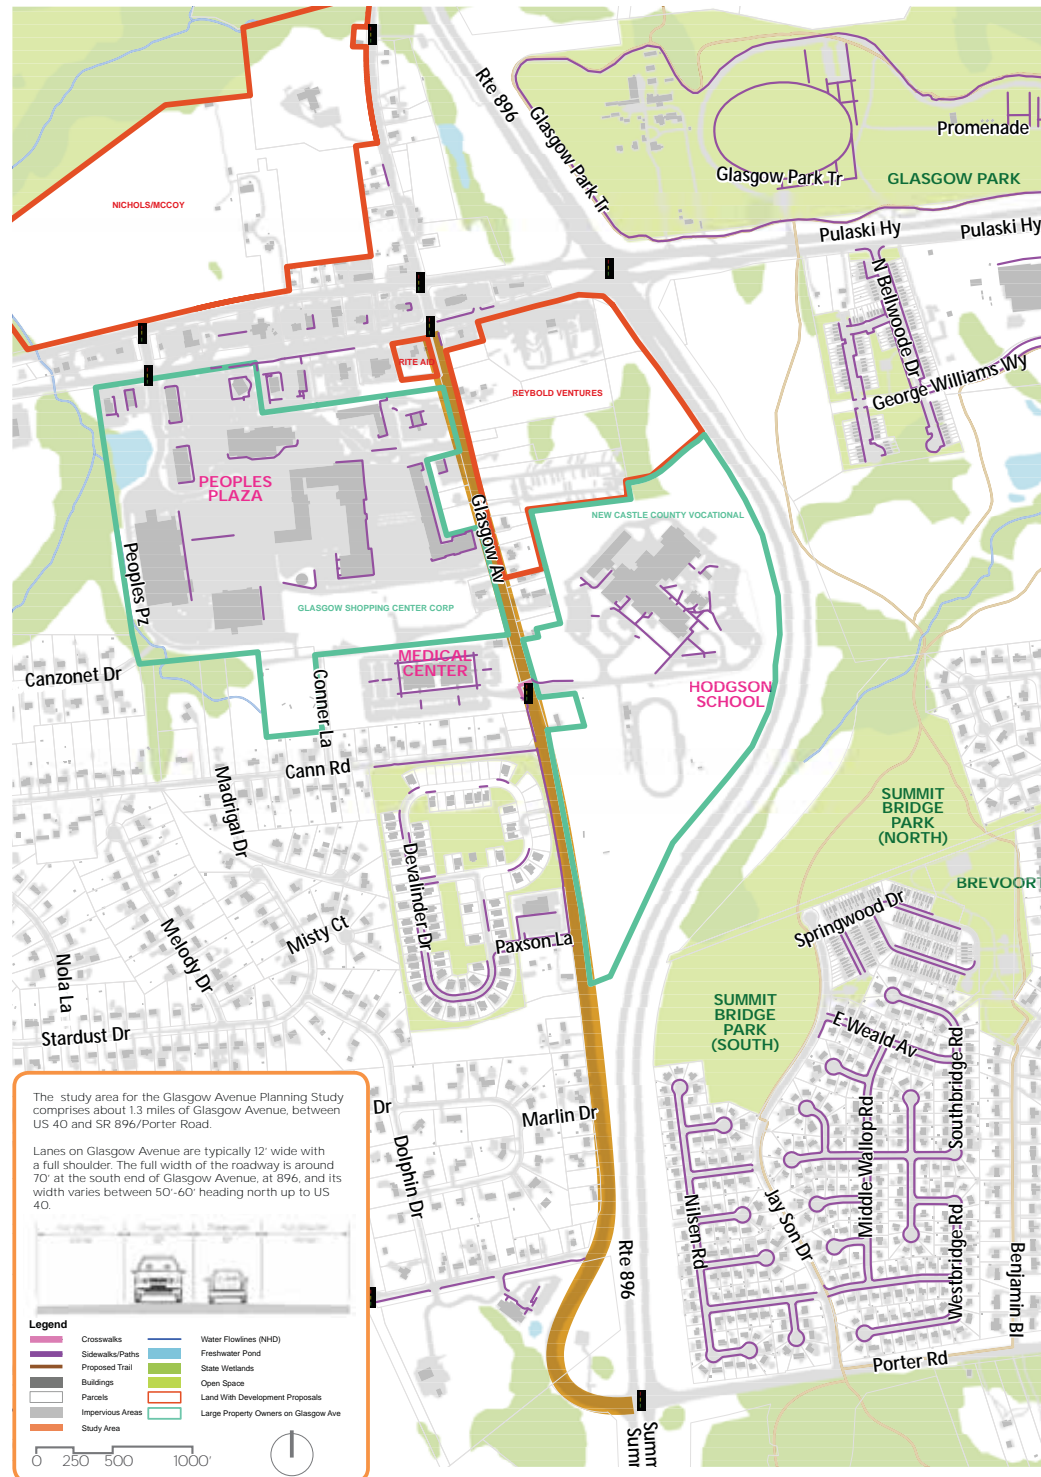 Rte 896
Glasgow Park Tr
Promenade
Glasgow Park Tr
GLASGOW PARK
NICHOLS/MCCOY
Pulaski Hy
Pulaski Hy
N Bellwoode Dr
George Williams Wy
RITE AID
REYBOLD VENTURES
PEOPLES
PLAZA
Glasgow Av
NEW CASTLE COUNTY VOCATIONAL
Peoples Pz
GLASGOW SHOPPING CENTER CORP
MEDICAL
CENTER
Canzonet Dr
Conner La
HODGSON
SCHOOL
Cann Rd
Madrigal Dr
SUMMIT
BRIDGE
PARK
(NORTH)
Devalinder Dr
BREVOORT
Springwood Dr
Misty Ct
Melody Dr
Paxson La
Nola La
SUMMIT
BRIDGE
PARK
(SOUTH)
Stardust Dr
E Weald Av
Southbridge Rd
Dr
Marlin Dr
Middle Wallop Rd
Dolphin Dr
Nilsen Rd
Jay Son Dr
Westbridge Rd
Rte 896
Benjamin Bl
Porter Rd
Summ
Summ
The study area for the Glasgow Avenue Planning Study
comprises about 1.3 miles of Glasgow Avenue, between
US 40 and SR 896/Porter Road.
Lanes on Glasgow Avenue are typically 12' wide with
a full shoulder. The full width of the roadway is around
70' at the south end of Glasgow Avenue, at 896, and its
width varies between 50'-60' heading north up to US
40.
Legend
Crosswalks
Sidewalks/Paths
Proposed Trail
Buildings
Parcels
Impervious Areas
Study Area
Water Flowlines (NHD)
Freshwater Pond
State Wetlands
Open Space
Land With Development Proposals
Large Property Owners on Glasgow Ave
0 250 500 1000'